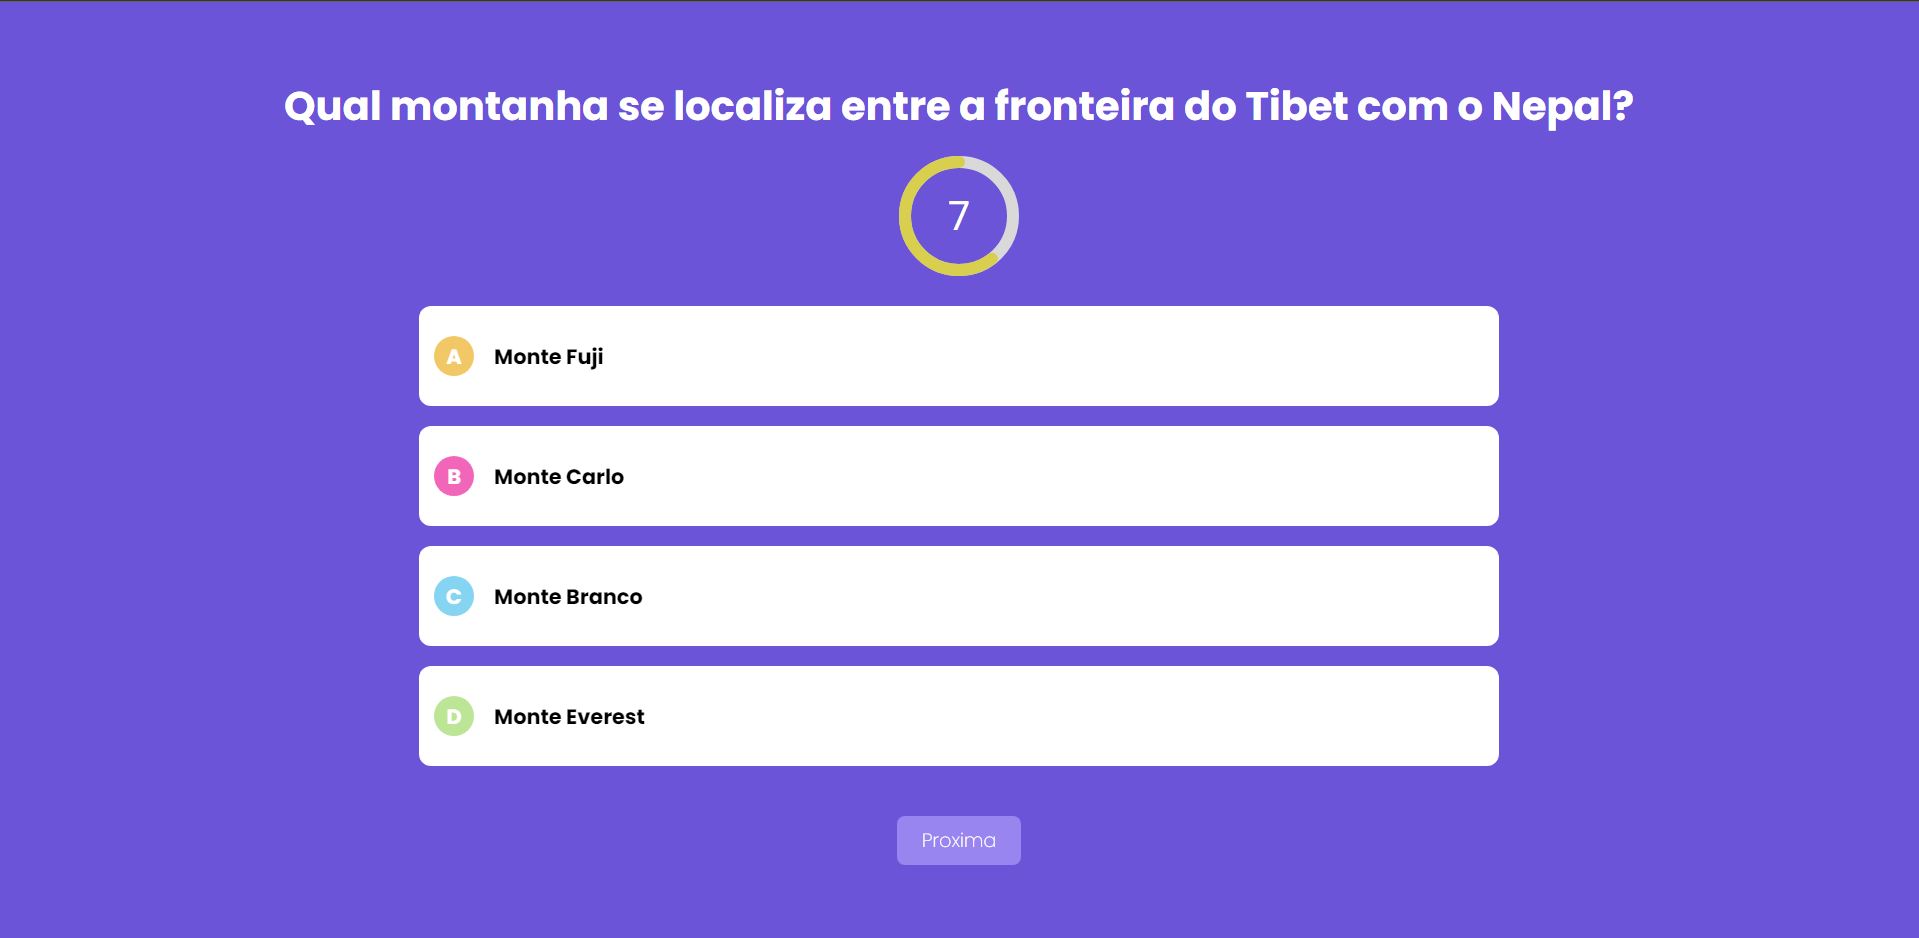 Qual montanha se localiza entre a fronteira do Tibet com o Nepal?
7
A Monte Fuji
B Monte Carlo
C Monte Branco
D Monte Everest
Proxima